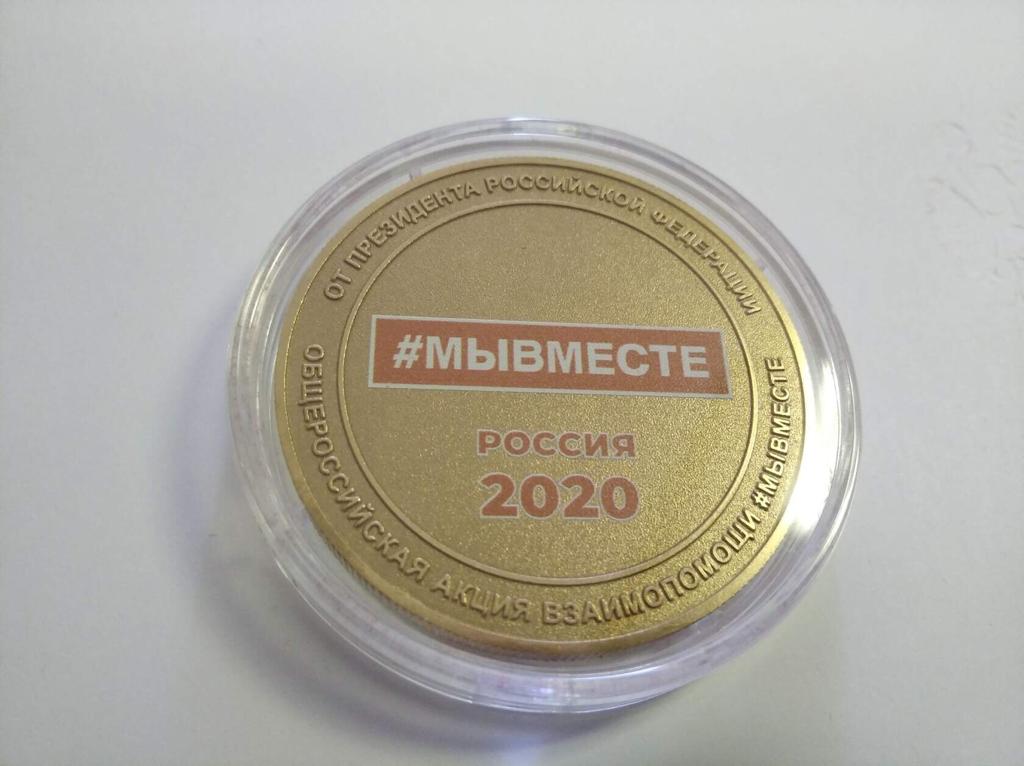 ОТ ПРЕЗИДЕНТА РОССИЙСКОЙ ФЕДЕРАЦИИ
#МЫВМЕСТЕ
РОССИЯ
2020
ОБЩЕРОССИЙСКАЯ АКЦИЯ ВЗАИМОПОМОЩИ #МЫВМЕСТЕ